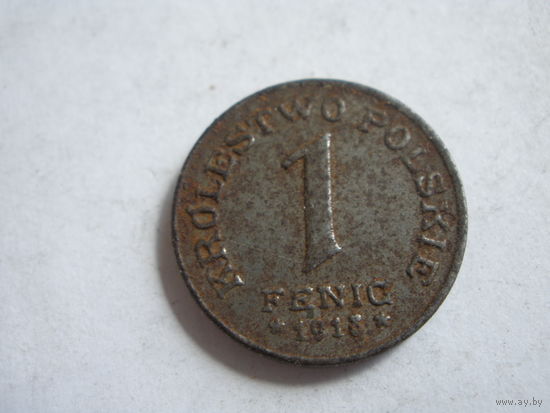 KRÓLESTWO POLSKIE
1
FENIG
* 1918 *
www.ay.by